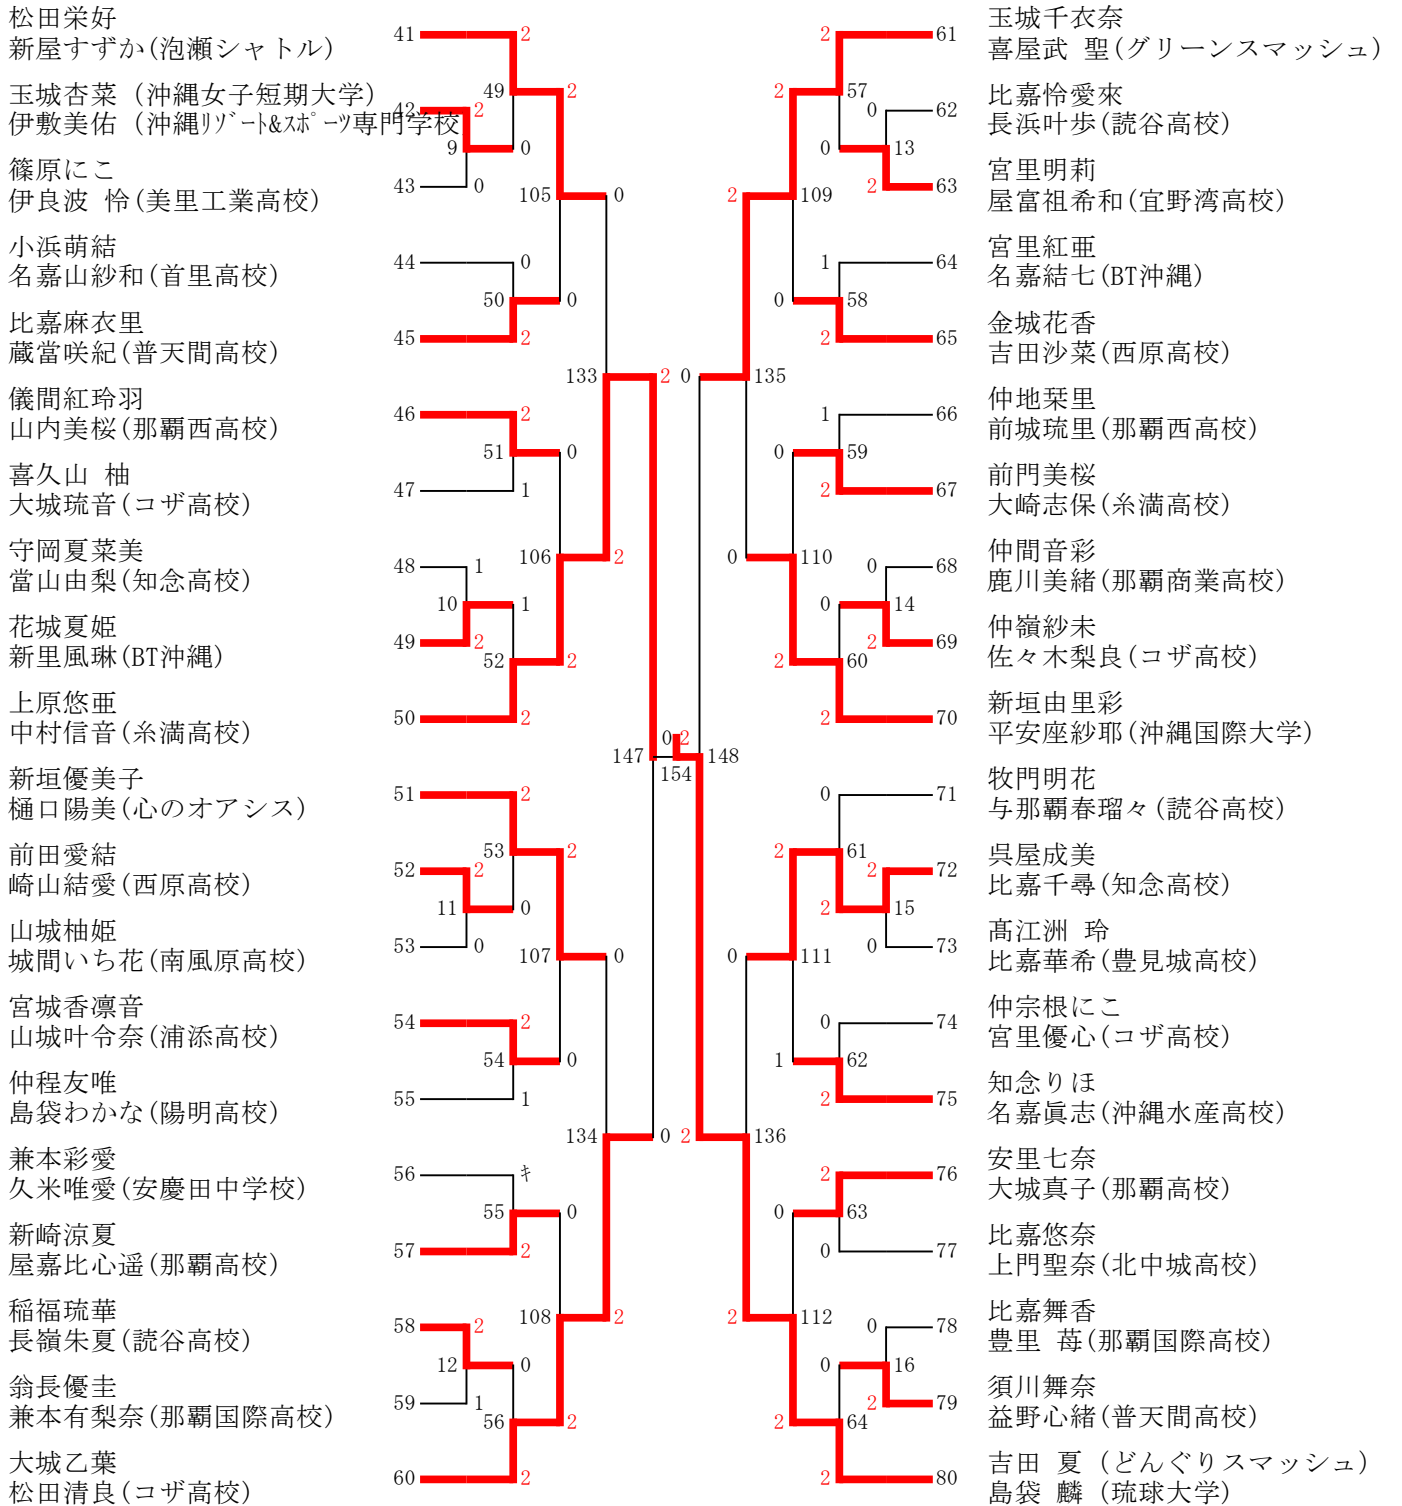 松田栄好
新屋すずか(泡瀬シャトル)
41
2
玉城杏菜 (沖縄女子短期大学)
伊敷美佑 (沖縄ﾘｿﾞｰﾄ&ｽﾎﾟｰﾂ専門学校
42
2
49
2
9
0
篠原にこ
伊良波 怜(美里工業高校)
43
0
105
0
小浜萌結
名嘉山紗和(首里高校)
44
0
50
0
比嘉麻衣里
蔵當咲紀(普天間高校)
45
2
133
2
儀間紅玲羽
山内美桜(那覇西高校)
46
2
51
0
喜久山 柚
大城琉音(コザ高校)
47
1
106
2
守岡夏菜美
當山由梨(知念高校)
48
1
10
1
花城夏姫
新里風琳(BT沖縄)
49
2
52
2
上原悠亜
中村信音(糸満高校)
50
2
147
0
2
148
154
新垣優美子
樋口陽美(心のオアシス)
51
2
53
2
前田愛結
崎山結愛(西原高校)
52
2
11
0
山城柚姫
城間いち花(南風原高校)
53
0
107
0
宮城香凛音
山城叶令奈(浦添高校)
54
2
54
0
仲程友唯
島袋わかな(陽明高校)
55
1
134
0
兼本彩愛
久米唯愛(安慶田中学校)
56
ｷ
55
0
新崎涼夏
屋嘉比心遥(那覇高校)
57
2
108
2
稲福琉華
長嶺朱夏(読谷高校)
58
2
12
0
翁長優圭
兼本有梨奈(那覇国際高校)
59
1
56
2
大城乙葉
松田清良(コザ高校)
60
2
玉城千衣奈
喜屋武 聖(グリーンスマッシュ)
2
61
2
57
比嘉怜愛來
長浜叶歩(読谷高校)
0
62
0
13
宮里明莉
屋富祖希和(宜野湾高校)
2
63
2
109
宮里紅亜
名嘉結七(BT沖縄)
1
64
0
58
金城花香
吉田沙菜(西原高校)
2
65
0
135
仲地栞里
前城琉里(那覇西高校)
1
66
0
59
前門美桜
大崎志保(糸満高校)
2
67
0
110
仲間音彩
鹿川美緒(那覇商業高校)
0
68
0
14
仲嶺紗未
佐々木梨良(コザ高校)
2
69
2
60
新垣由里彩
平安座紗耶(沖縄国際大学)
2
70
牧門明花
与那覇春瑠々(読谷高校)
0
71
2
61
呉屋成美
比嘉千尋(知念高校)
2
72
2
15
髙江洲 玲
比嘉華希(豊見城高校)
0
73
0
111
仲宗根にこ
宮里優心(コザ高校)
0
74
1
62
知念りほ
名嘉眞志(沖縄水産高校)
2
75
2
136
安里七奈
大城真子(那覇高校)
2
76
0
63
比嘉悠奈
上門聖奈(北中城高校)
0
77
2
112
比嘉舞香
豊里 苺(那覇国際高校)
0
78
0
16
須川舞奈
益野心緒(普天間高校)
2
79
2
64
吉田 夏 (どんぐりスマッシュ)
島袋 麟 (琉球大学)
2
80